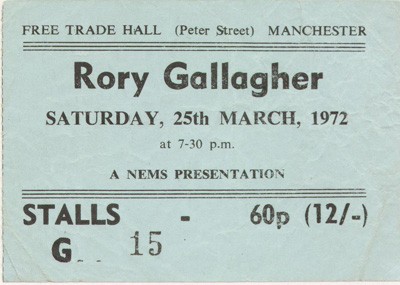 FREE TRADE HALL (Peter Street) MANCHESTER
Rory Gallagher
SATURDAY, 25th MARCH, 1972
at 7-30 p.m.
A NEMS PRESENTATION
STALLS - 60p (12/-)
G.. 15